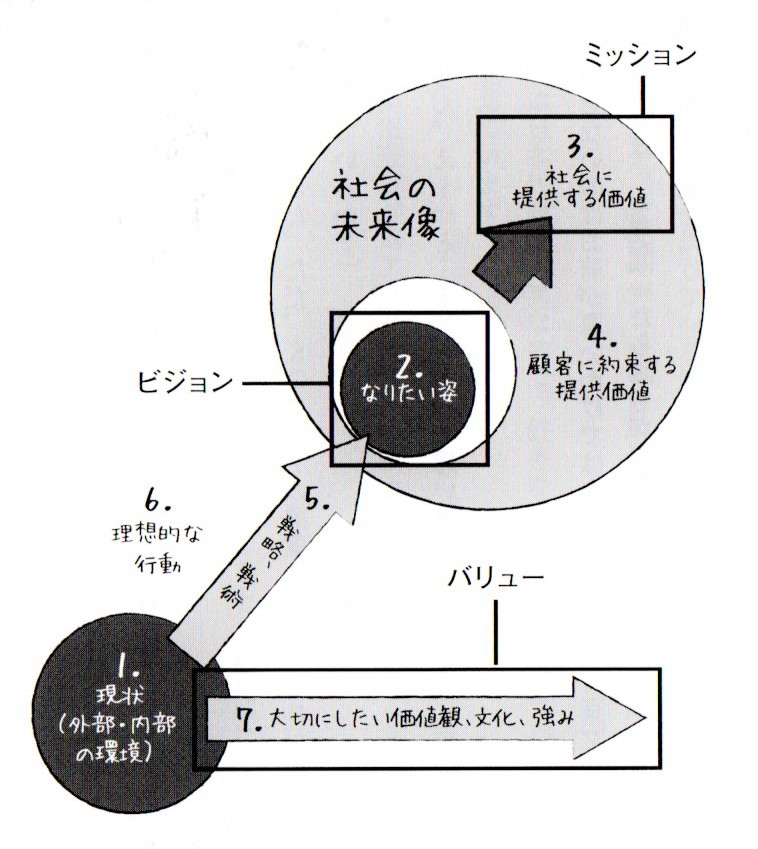 ミッション
3.
社会に
提供する価値
社会の
未来像
4.
顧客に約束する
提供価値
2.
なりたい姿
ビジョン
5.
戦略、戦術
6.
理想的な
行動
バリュー
1.
現状
(外部・内部
の環境)
7. 大切にしたい価値観、文化、強み